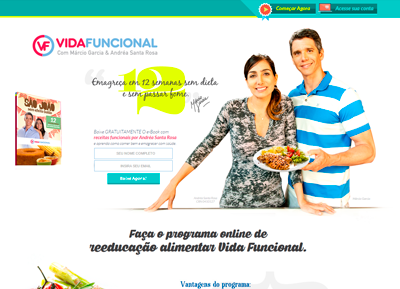 Começar Agora
Acesse sua conta
VF VIDAFUNCIONAL
Com Márcio Garcia & Andréa Santa Rosa
Emagreça em 12 semanas sem dieta
e sem passar fome.
SÃO JOÃO
Baixe GRATUITAMENTE O e-Book com
receitas funcionais por Andréa Santa Rosa
e aprenda como comer bem e emagrecer com saúde
SEU NOME COMPLETO
SEU MELHOR EMAIL
Baixar Agora!
Faça o programa online de
reeducação alimentar Vida Funcional.
Vantagens do programa: